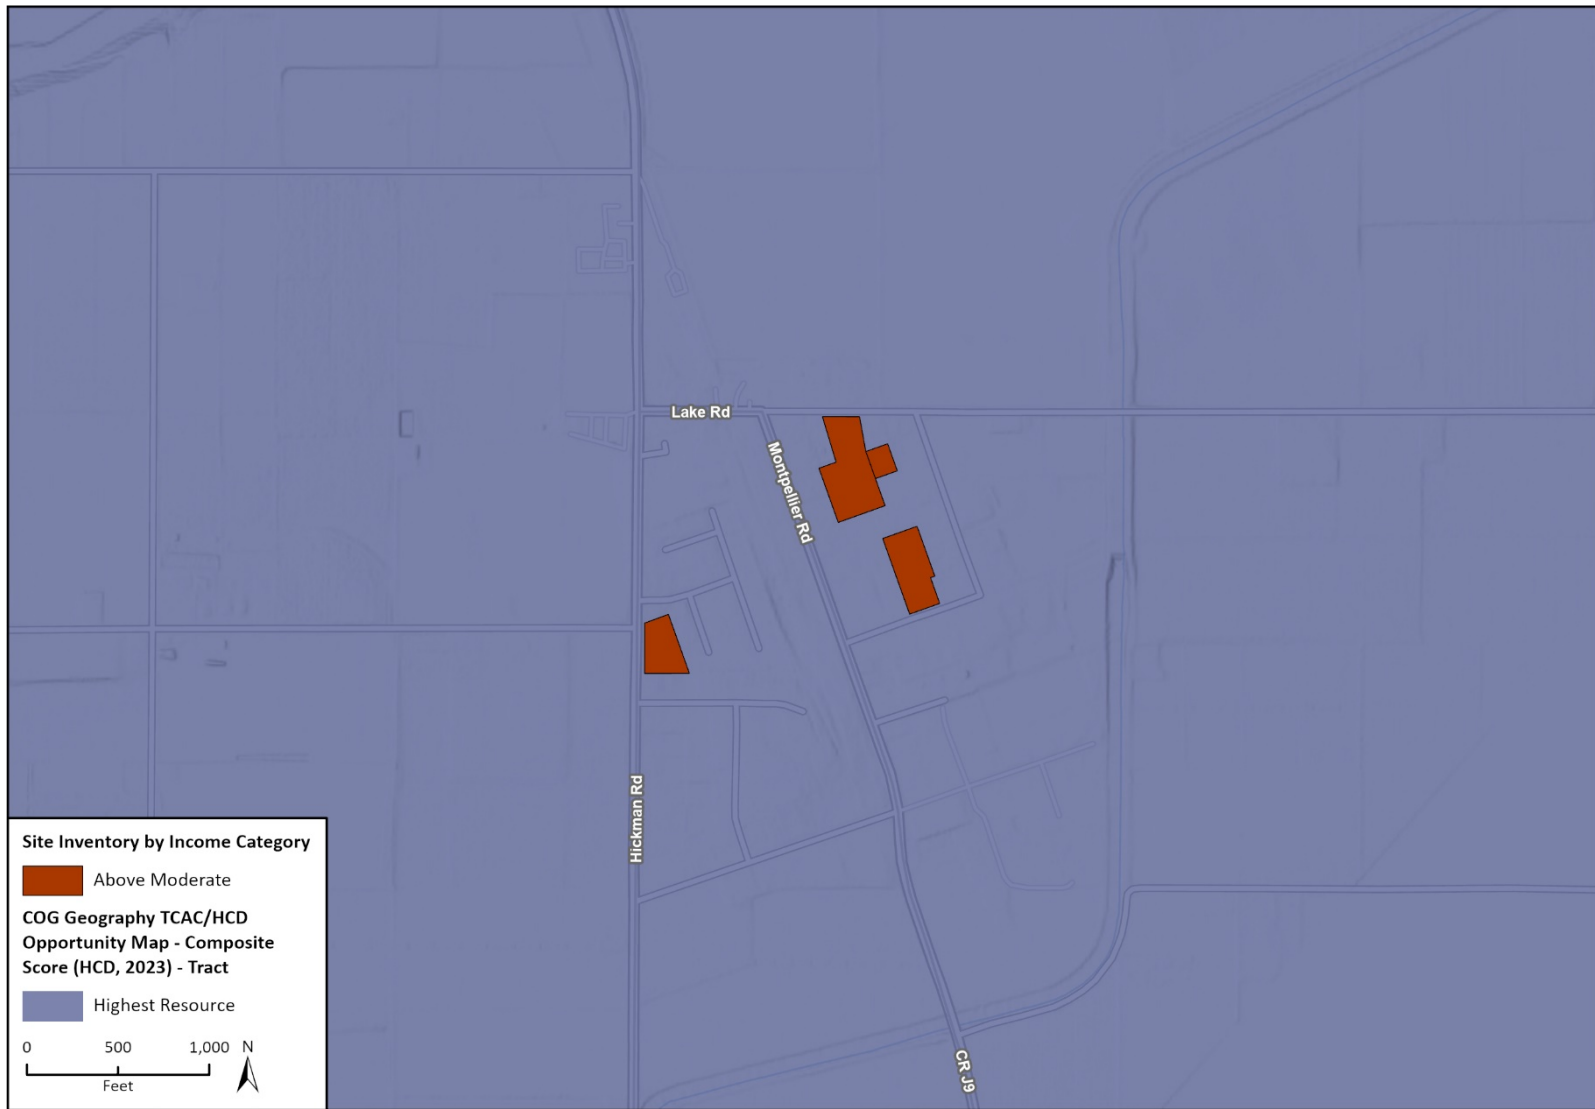 Lake Rd
Montpellier Rd
Hickman Rd
CR J9
Site Inventory by Income Category
Above Moderate
COG Geography TCAC/HCD
Opportunity Map - Composite
Score (HCD, 2023) - Tract
Highest Resource
0 500 1,000 N
Feet